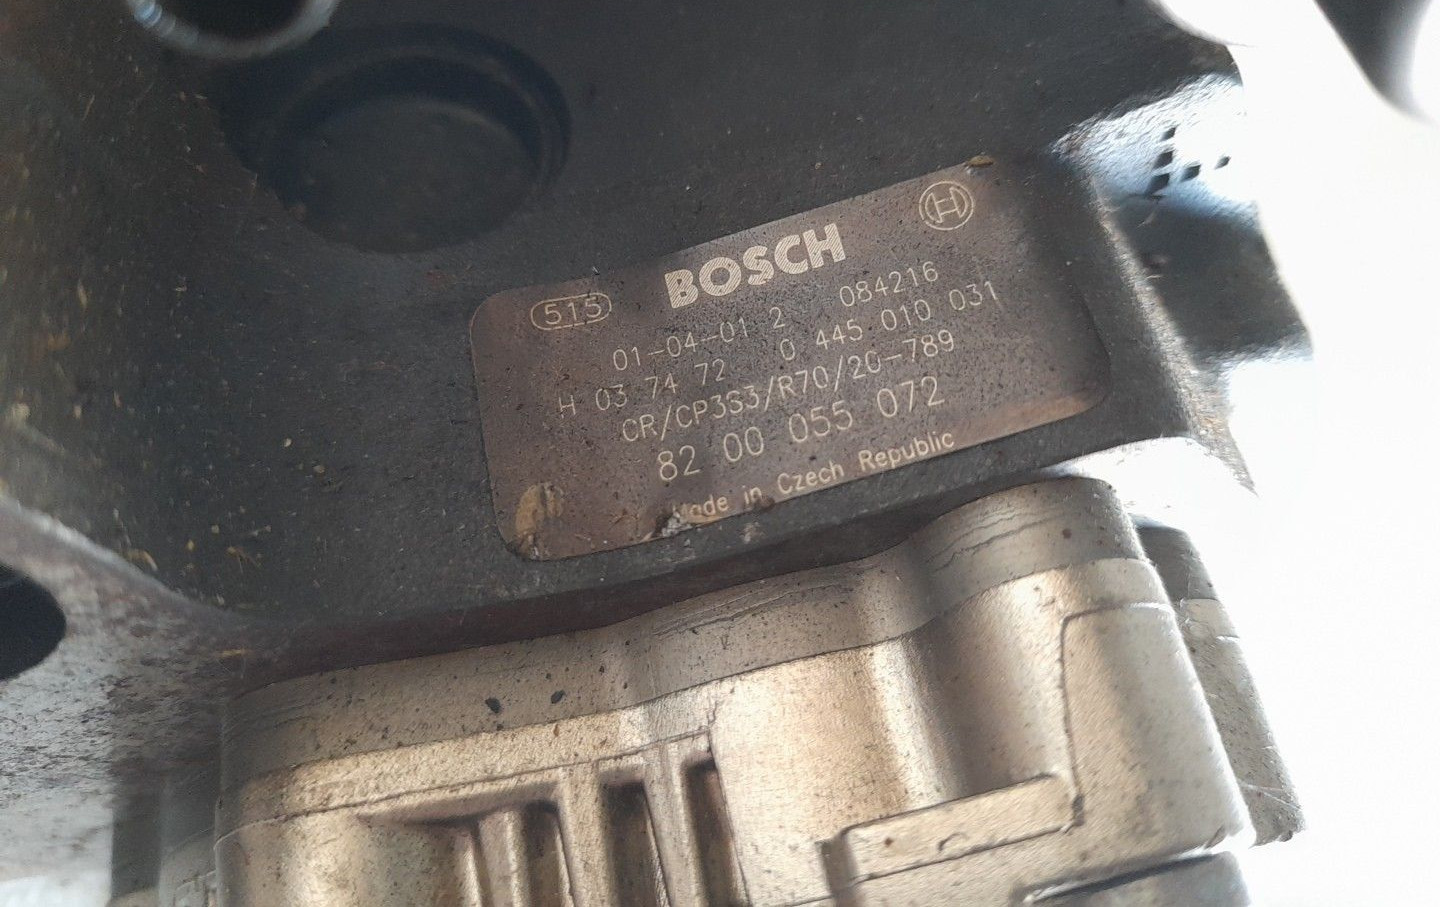 BOSCH
515
01-04-01 2 084216
H 03 74 72 0 445 010 031
CR/CP3S3/R70/20-789
82 00 055 072
Made in Czech Republic